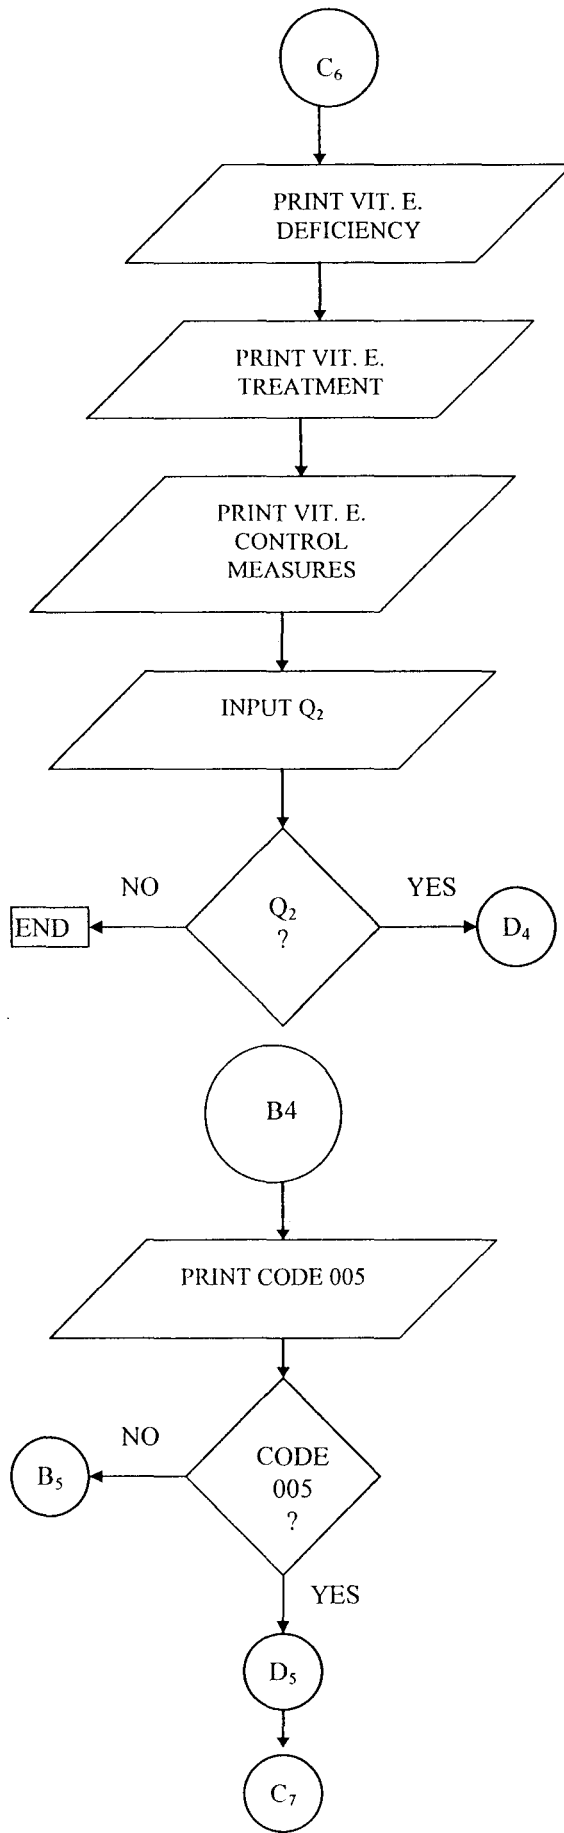 C₆
PRINT VIT. E.
DEFICIENCY
PRINT VIT. E.
TREATMENT
PRINT VIT. E.
CONTROL
MEASURES
INPUT Q₂
NO
YES
END
Q₂
?
D₄
B4
PRINT CODE 005
NO
B₅
CODE
005
?
YES
D₅
C₇